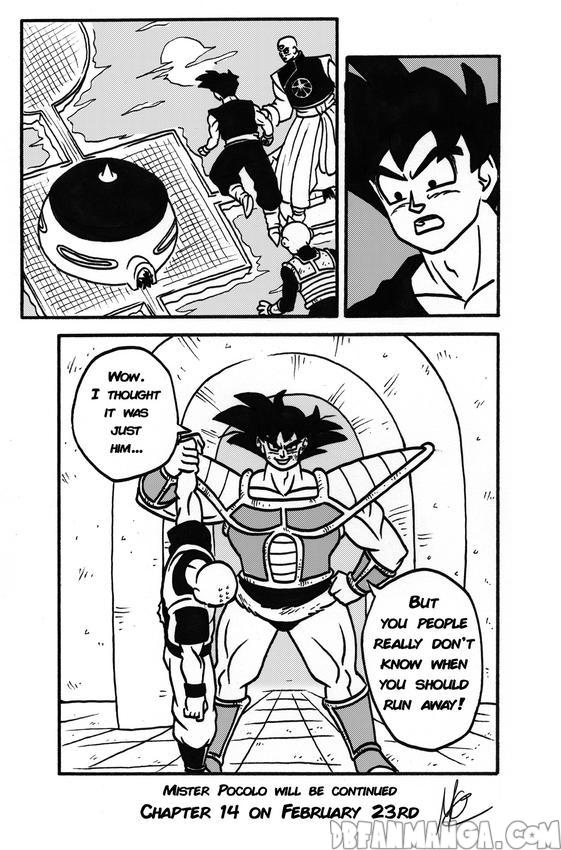 WOW.
I THOUGHT
IT WAS
JUST
HIM...
BUT
YOU PEOPLE
REALLY DON'T
KNOW WHEN
YOU SHOULD
RUN AWAY!
MISTER POCOLO WILL BE CONTINUED
CHAPTER 14 ON FEBRUARY 23RD
DBFANMANGA.COM